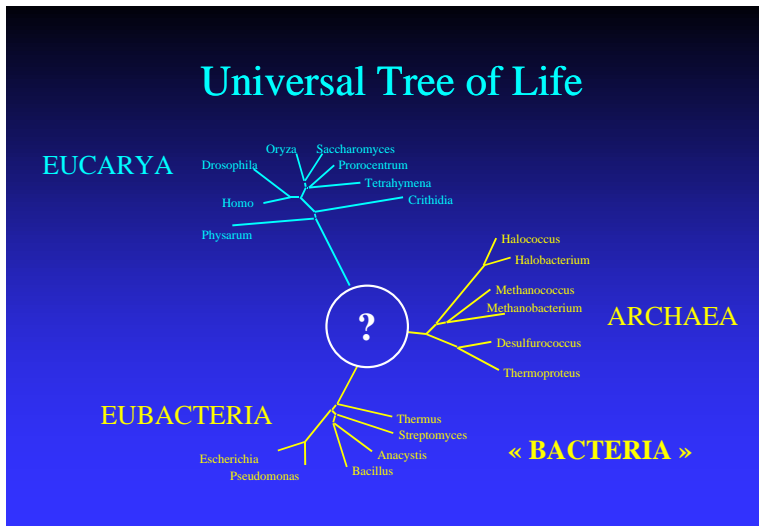 Universal Tree of Life
EUCARYA
Oryza
Saccharomyces
Drosophila
Prorocentrum
Tetrahymena
Homo
Crithidia
Physarum
Halococcus
Halobacterium
Methanococcus
Methanobacterium
ARCHAEA
Desulfurococcus
Thermoproteus
?
EUBACTERIA
Thermus
Streptomyces
Anacystis
Bacillus
Escherichia
Pseudomonas
« BACTERIA »